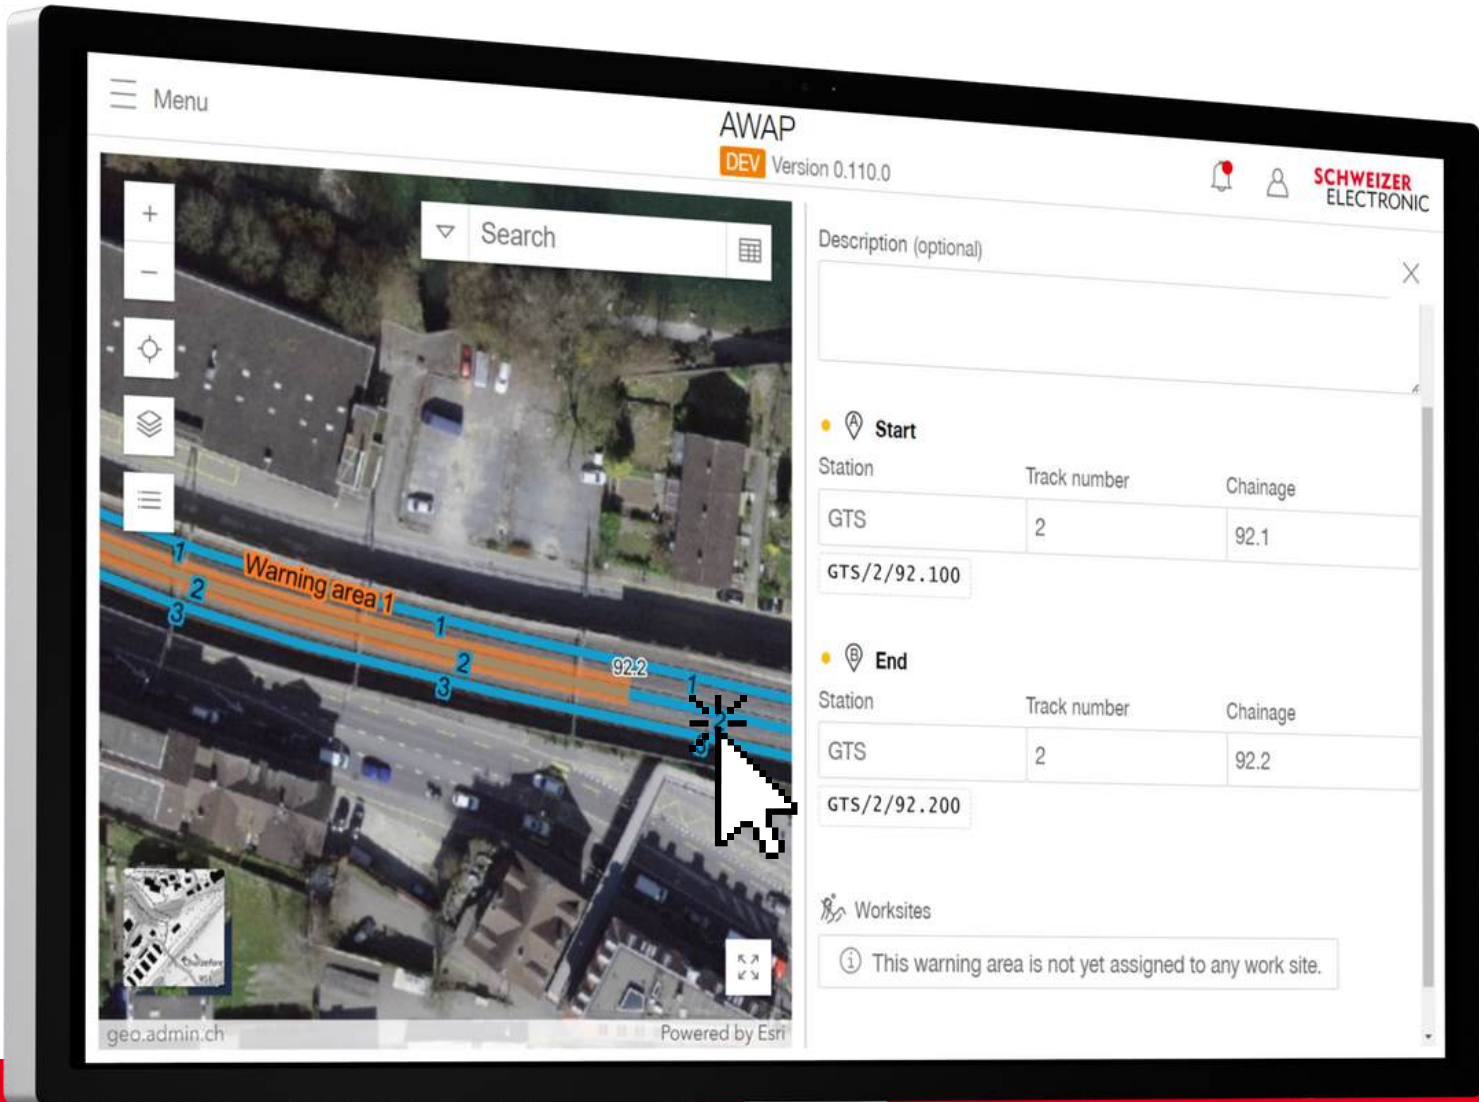 Menu
AWAP
DEV Version 0.110.0
SCHWEIZER
ELECTRONIC
Search
Description (optional)
A Start
Station Track number Chainage
GTS 2 92.1
GTS/2/92.100
B End
Station Track number Chainage
GTS 2 92.2
GTS/2/92.200
Worksites
This warning area is not yet assigned to any work site.
1
Warning area 1
2
3
1
2
3
92.2
1
2
3
geo.admin.ch
Powered by Esri